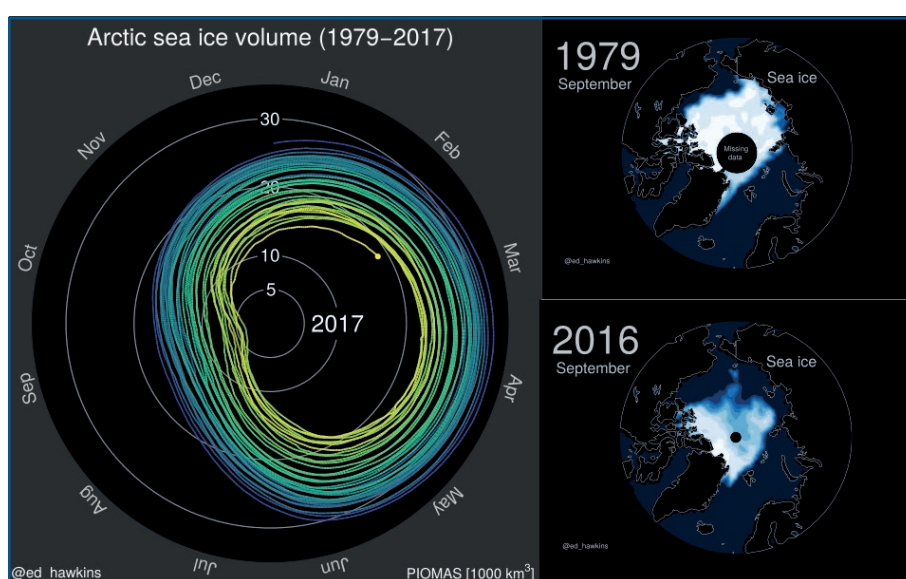 Arctic sea ice volume (1979–2017)
Dec
Jan
Nov
Feb
Oct
Mar
Sep
Apr
Aug
May
Jul
Jun
30
20
10
5
2017
@ed_hawkins
PIOMAS [1000 km³]
1979
September
Sea ice
Missing
data
@ed_hawkins
2016
September
Sea ice
@ed_hawkins